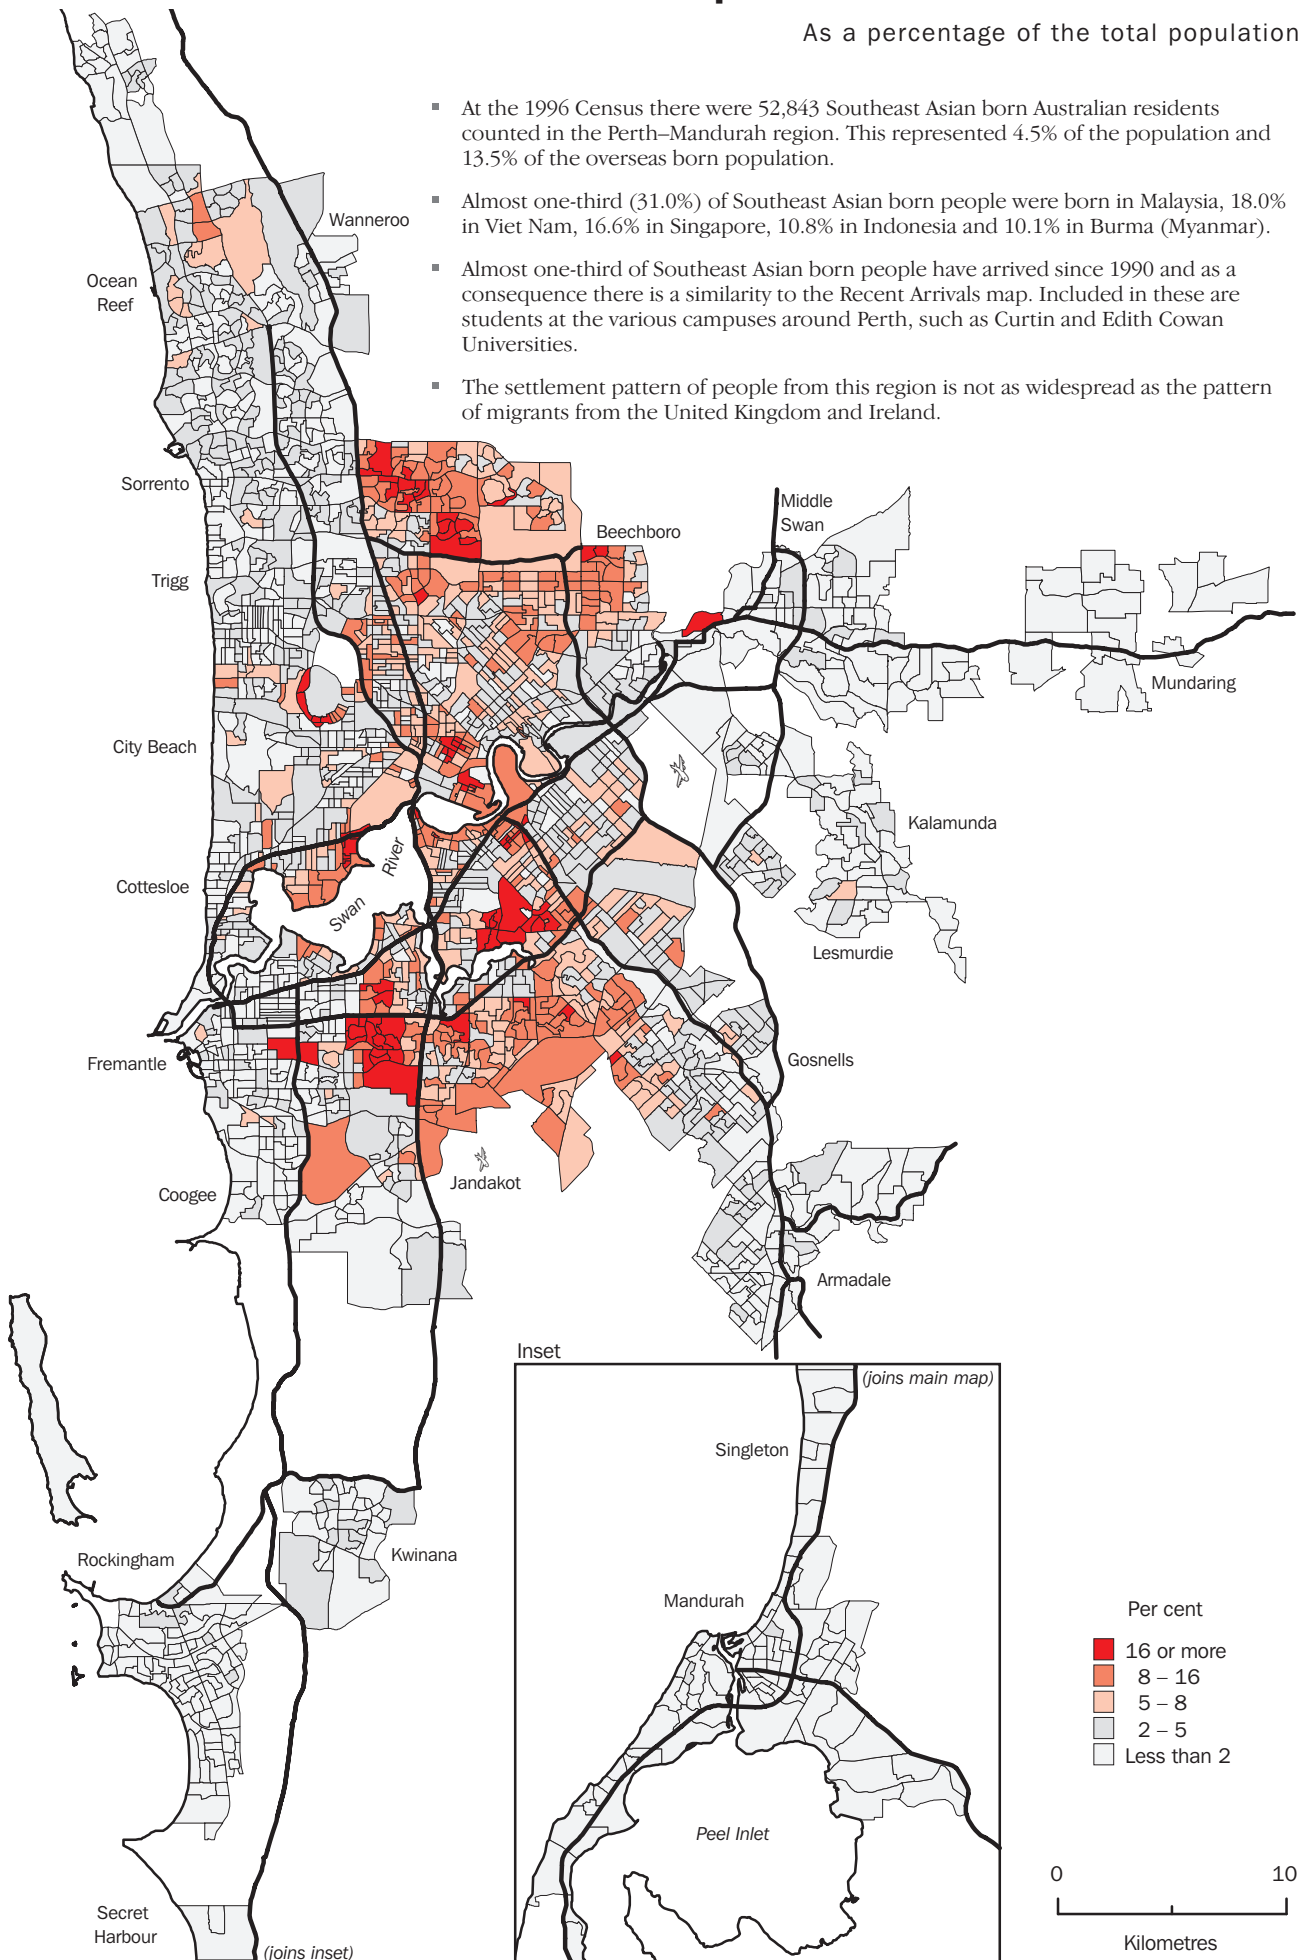 As a percentage of the total population
▪ At the 1996 Census there were 52,843 Southeast Asian born Australian residents
counted in the Perth–Mandurah region. This represented 4.5% of the population and
13.5% of the overseas born population.
▪ Almost one-third (31.0%) of Southeast Asian born people were born in Malaysia, 18.0%
in Viet Nam, 16.6% in Singapore, 10.8% in Indonesia and 10.1% in Burma (Myanmar).
▪ Almost one-third of Southeast Asian born people have arrived since 1990 and as a
consequence there is a similarity to the Recent Arrivals map. Included in these are
students at the various campuses around Perth, such as Curtin and Edith Cowan
Universities.
▪ The settlement pattern of people from this region is not as widespread as the pattern
of migrants from the United Kingdom and Ireland.
Wanneroo
Ocean
Reef
Sorrento
Middle
Swan
Beechboro
Trigg
Mundaring
City Beach
Kalamunda
River
Cottesloe
Swan
Lesmurdie
Fremantle
Gosnells
Jandakot
Coogee
Armadale
Inset
(joins main map)
Singleton
Rockingham
Kwinana
Mandurah
Per cent
16 or more
8 – 16
5 – 8
2 – 5
Less than 2
Peel Inlet
0 10
Kilometres
Secret
Harbour
(joins inset)